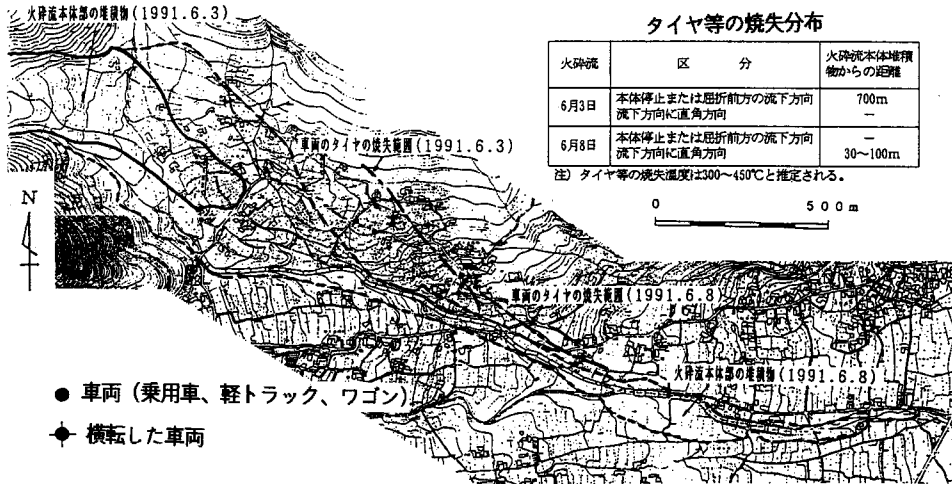 火砕流本体部の堆積物(1991.6.3)
タイヤ等の焼失分布
火砕流
区 分
火砕流本体堆積
物からの距離
6月3日
本体停止または屈折前方の流下方向
流下方向に直角方向
700m
—
6月8日
本体停止または屈折前方の流下方向
流下方向に直角方向
—
30~100m
注) タイヤ等の焼失温度は300~450℃と推定される。
0 500m
車両のタイヤの焼失範囲(1991.6.3)
N
車両のタイヤの焼失範囲(1991.6.8)
火砕流本体部の堆積物(1991.6.8)
● 車両(乗用車、軽トラック、ワゴン)
横転した車両